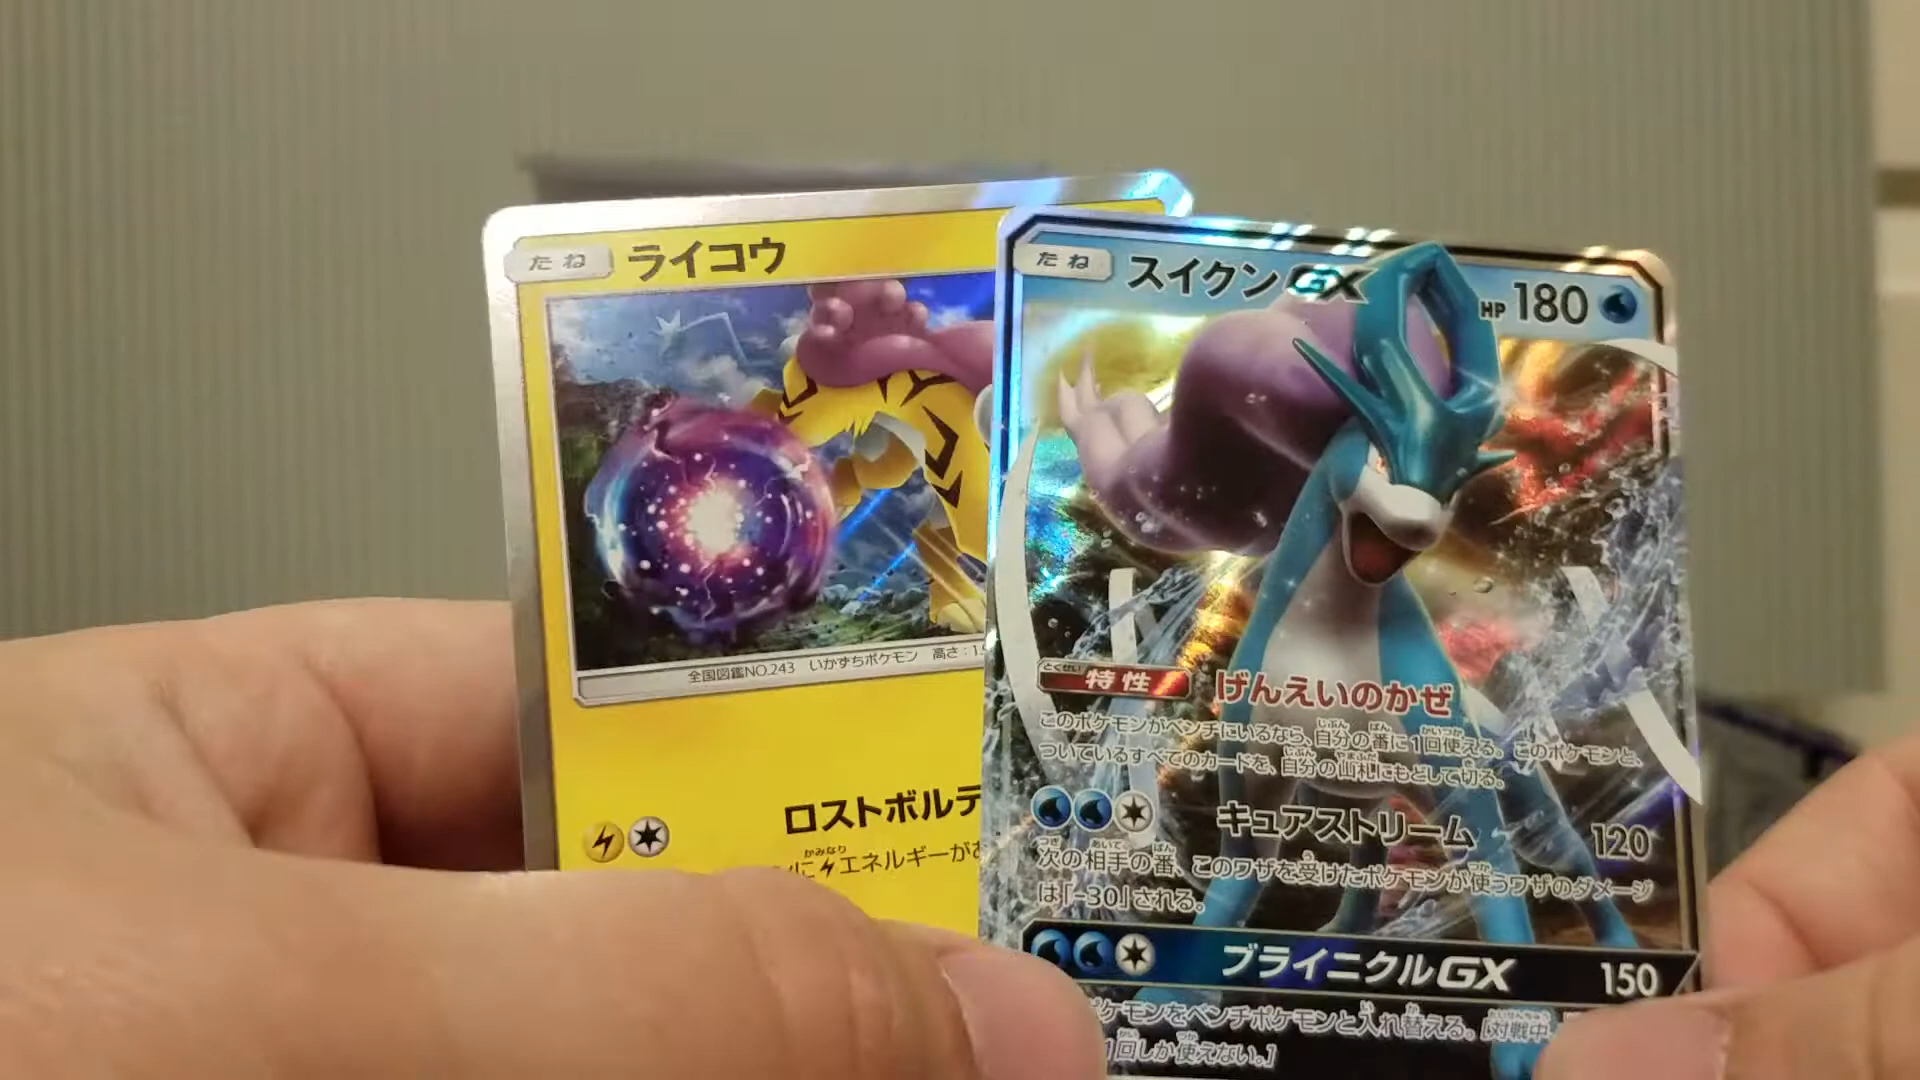 たね ライコウ
全国図鑑NO.243 いかずちポケモン 高さ:1
ロストボルテ
かみなり
エネルギーがあ
たね スイクンGX HP180
とくせい
特性 げんえいのかぜ
このポケモンがベンチにいるなら、自分の番に1回使える。このポケモンと、
ついているすべてのカードを、自分の山札にもどして切る。
キュアストリーム 120
次の相手の番、このワザを受けたポケモンが使うワザのダメージ
は「-30」される。
ブライニクルGX 150
ポケモンをベンチポケモンと入れ替える。[対戦中
1回しか使えない。]